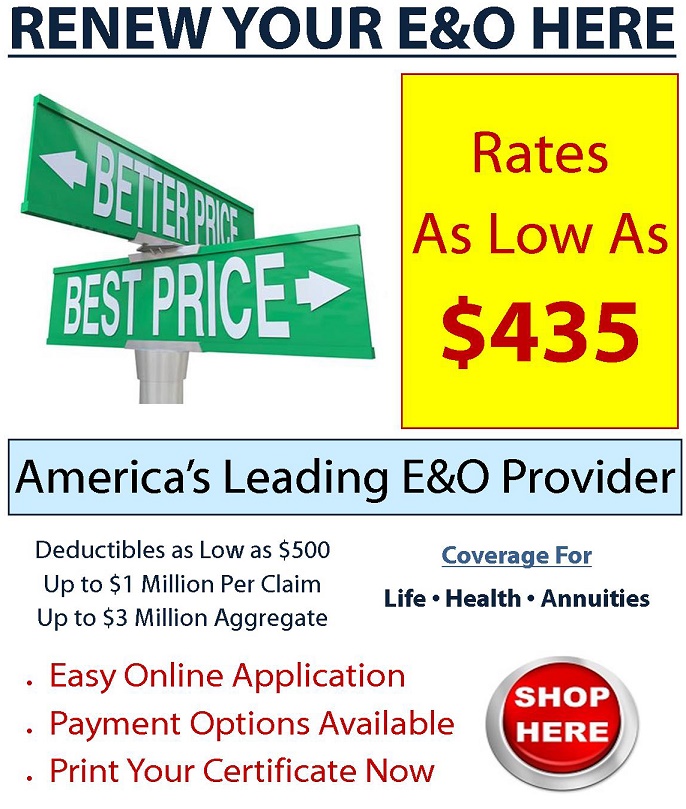 RENEW YOUR E&O HERE
BETTER PRICE
BEST PRICE
Rates
As Low As
$435
America's Leading E&O Provider
Deductibles as Low as $500
Up to $1 Million Per Claim
Up to $3 Million Aggregate
Coverage For
Life • Health • Annuities
• Easy Online Application
• Payment Options Available
• Print Your Certificate Now
SHOP
HERE